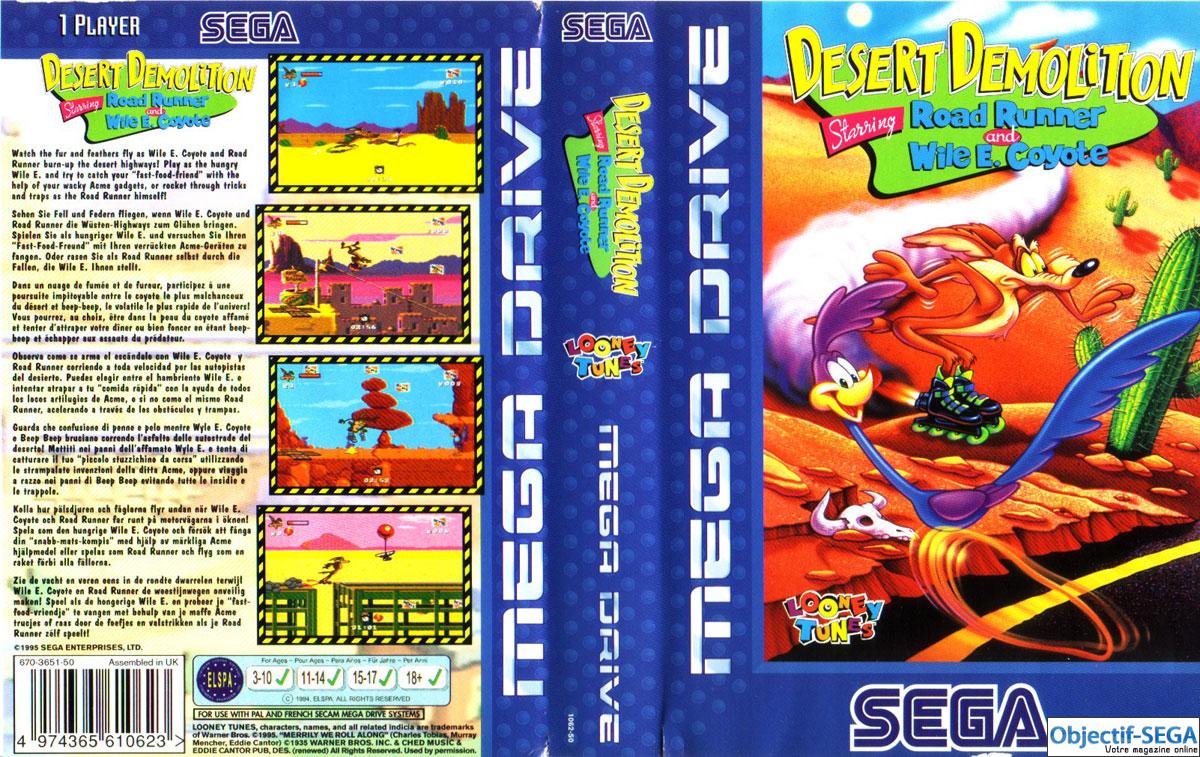 1 PLAYER
SEGA
DESERT DEMOLITION
Starring
Road Runner
and
Wile E. Coyote
Watch the fur and feathers fly as Wile E. Coyote and Road
Runner burn-up the desert highways! Play as the hungry
Wile E. and try to catch your "fast-food-friend" with the
help of your wacky Acme gadgets, or rocket through tricks
and traps as the Road Runner himself!
Sehen Sie Fell und Federn fliegen, wenn Wile E. Coyote und
Road Runner die Wüsten-Highways zum Glühen bringen.
Spielen Sie als hungriger Wile E. und versuchen Sie Ihren
"Fast-Food-Freund" mit Ihren verrückten Acme-Geräten zu
fangen. Oder rasen Sie als Road Runner selbst durch die
Fallen, die Wile E. Ihnen stellt.
Dans un nuage de fumée et de fureur, participez à une
poursuite impitoyable entre le coyote le plus malchanceux
du désert et beep-beep, le volatile le plus rapide de l'univers!
Vous pourrez, au choix, être dans la peau du coyote affamé
et tenter d'attraper votre dîner ou bien foncer en étant beep-
beep et échapper aux assauts du prédateur.
Observa como se arma el escándalo con Wile E. Coyote y
Road Runner corriendo a toda velocidad por las autopistas
del desierto. Puedes elegir entre el hambriento Wile E. e
intentar atrapar a tu "comida rápida" con la ayuda de todos
los locos artilugios de Acme, o si no como el mismo Road
Runner, acelerando a través de los obstáculos y trampas.
Guarda che confusione di penne e pelo mentre Wyle E. Coyote
e Beep Beep bruciano correndo l'asfalto delle autostrade del
deserto! Mettiti nei panni dell'affamato Wyle E. e tenta di
catturare il tuo "piccolo stuzzichino da corsa" utilizzando
le strampalate invenzioni della ditta Acme, oppure viaggia
a razzo nei panni di Beep Beep evitando tutte le insidie e
le trappole.
Kolla hur pälsdjuren och fåglarna flyr undan när Wile E.
Coyote och Road Runner far runt på motorvägarna i öknen!
Spela som den hungrige Wile E. och försök att fånga
din "snabb-mats-kompis" med hjälp av märkliga Acme
hjälpmedel eller spelas som Road Runner och flyg som en
raket förbi alla fällorna.
Zie de vacht en veren eens in de rondte dwarrelen terwijl
Wile E. Coyote en Road Runner de woestijnwegen onveilig
maken! Speel als de hongerige Wile E. en probeer je "fast-
food-vriendje" te vangen met behulp van je maffe Acme
trucjes of raas door de foefjes en valstrikken als je Road
Runner zélf speelt!
©1995 SEGA ENTERPRISES, LTD.
670-3651-50 Assembled in UK
4 974365 610623 >
ELSPA
For Ages – Pour Ages – Para Años – Für Jahre – Per Anni
3-10 11-14 15-17 18+
© 1994. ELSPA. ALL RIGHTS RESERVED
FOR USE WITH PAL AND FRENCH SECAM MEGA DRIVE SYSTEMS
LOONEY TUNES, characters, names, and all related indicia are trademarks
of Warner Bros. ©1995. "MERRILY WE ROLL ALONG" (Charles Tobias, Murray
Mencher, Eddie Cantor) ©1935 WARNER BROS. INC. & CHED MUSIC &
EDDIE CANTOR PUB, DES. (renewed) All Rights Reserved. Used by permission.
MEGA DRIVE
SEGA
DESERT DEMOLITION
Starring
Road Runner
and
Wile E. Coyote
LOONEY
TUNES
MEGA DRIVE
1062-50
MEGA DRIVE
DESERT DEMOLITION
Starring
Road Runner
and
Wile E. Coyote
LOONEY
TUNES
SEGA
Objectif-SEGA
Votre magazine online